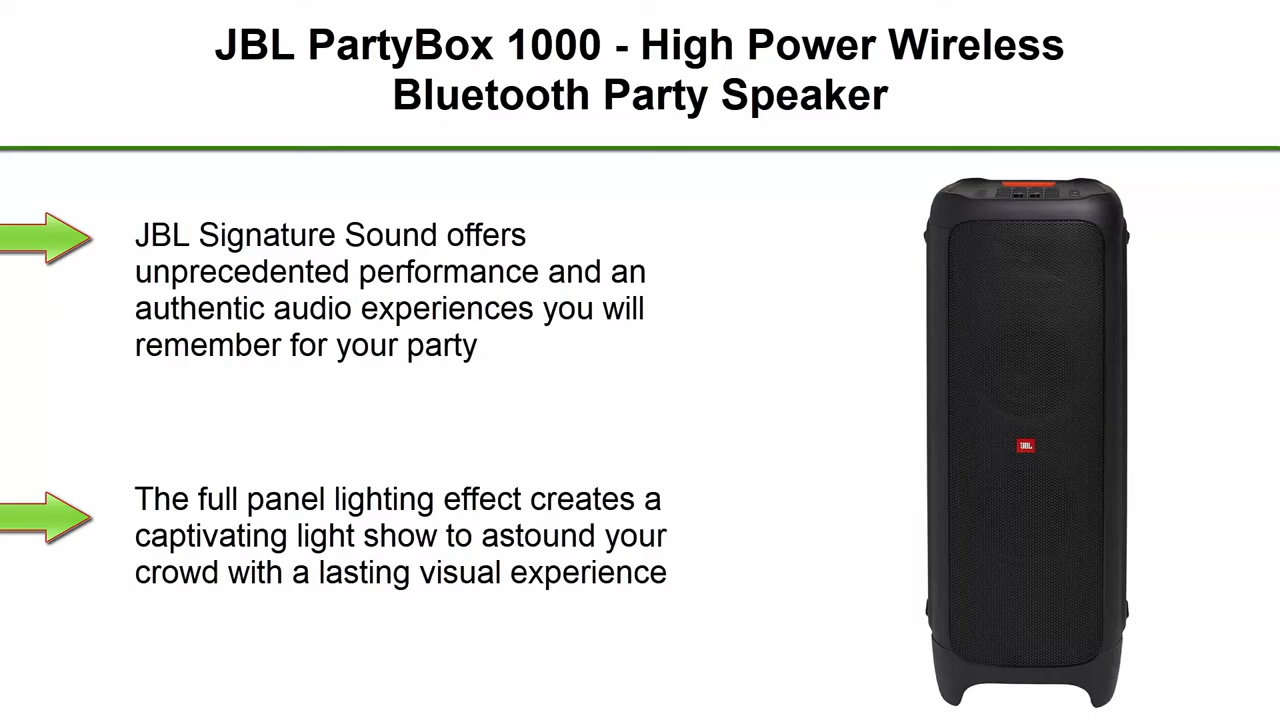 JBL PartyBox 1000 - High Power Wireless
Bluetooth Party Speaker
JBL Signature Sound offers
unprecedented performance and an
authentic audio experiences you will
remember for your party
The full panel lighting effect creates a
captivating light show to astound your
crowd with a lasting visual experience
JBL